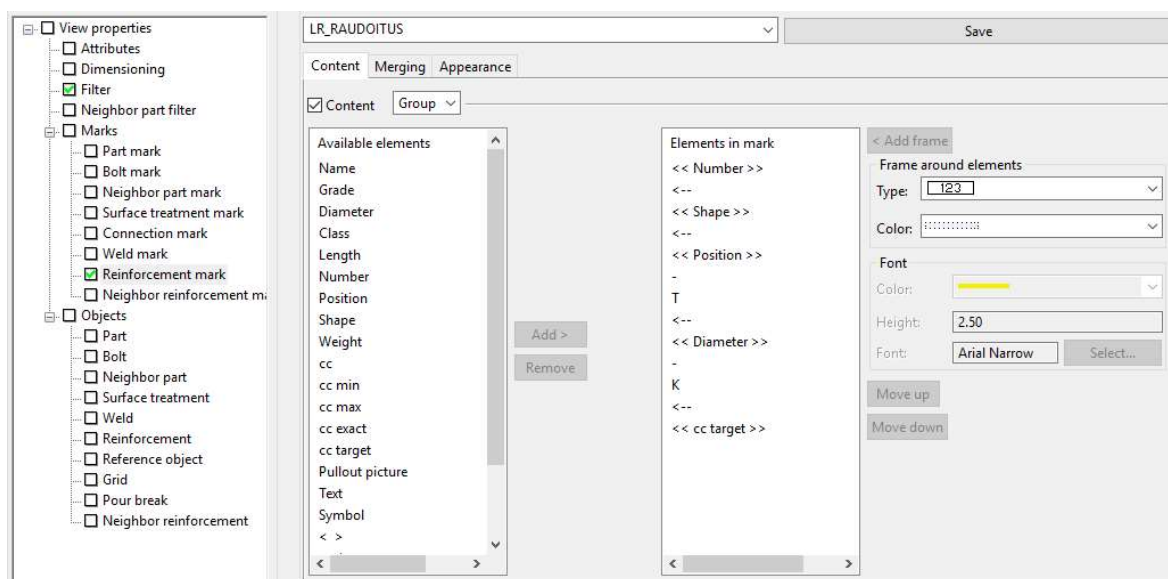 View properties
Attributes
Dimensioning
Filter
Neighbor part filter
Marks
Part mark
Bolt mark
Neighbor part mark
Surface treatment mark
Connection mark
Weld mark
Reinforcement mark
Neighbor reinforcement ma
Objects
Part
Bolt
Neighbor part
Surface treatment
Weld
Reinforcement
Reference object
Grid
Pour break
Neighbor reinforcement
LR_RAUDOITUS
Save
Content Merging Appearance
Content Group
Available elements
Name
Grade
Diameter
Class
Length
Number
Position
Shape
Weight
cc
cc min
cc max
cc exact
cc target
Pullout picture
Text
Symbol
< >
Add >
Remove
Elements in mark
<< Number >>
<--
<< Shape >>
<--
<< Position >>
-
T
<--
<< Diameter >>
-
K
<--
<< cc target >>
< Add frame
Frame around elements
Type: 123
Color:
Font
Color:
Height: 2.50
Font: Arial Narrow Select...
Move up
Move down